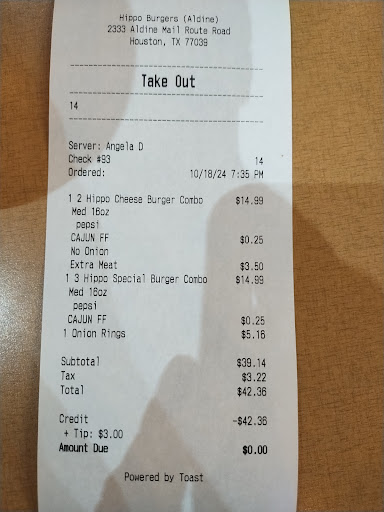 Hippo Burgers (Aldine)
2333 Aldine Mail Route Road
Houston, TX 77039
Take Out
14
Server: Angela D
Check #93 14
Ordered: 10/18/24 7:35 PM
1 2 Hippo Cheese Burger Combo $14.99
Med 16oz
pepsi
CAJUN FF $0.25
No Onion
Extra Meat $3.50
1 3 Hippo Special Burger Combo $14.99
Med 16oz
pepsi
CAJUN FF $0.25
1 Onion Rings $5.16
Subtotal $39.14
Tax $3.22
Total $42.36
Credit -$42.36
+ Tip: $3.00
Amount Due $0.00
Powered by Toast